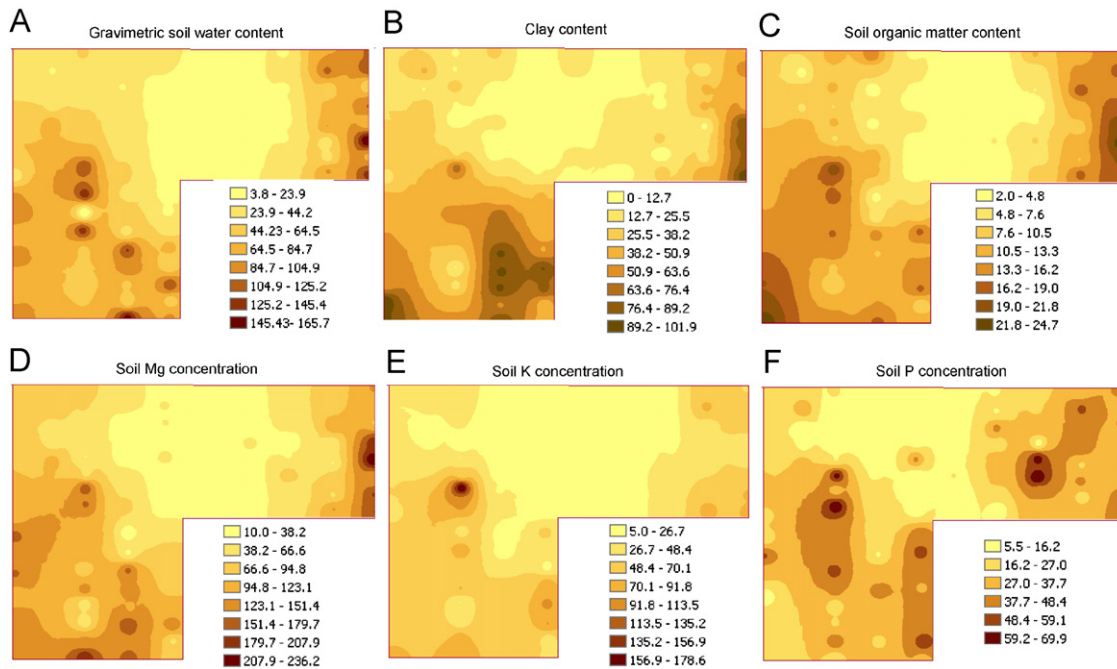 A
Gravimetric soil water content
3.8 - 23.9
23.9 - 44.2
44.23 - 64.5
64.5 - 84.7
84.7 - 104.9
104.9 - 125.2
125.2 - 145.4
145.43- 165.7
B
Clay content
0 - 12.7
12.7 - 25.5
25.5 - 38.2
38.2 - 50.9
50.9 - 63.6
63.6 - 76.4
76.4 - 89.2
89.2 - 101.9
C
Soil organic matter content
2.0 - 4.8
4.8 - 7.6
7.6 - 10.5
10.5 - 13.3
13.3 - 16.2
16.2 - 19.0
19.0 - 21.8
21.8 - 24.7
D
Soil Mg concentration
10.0 - 38.2
38.2 - 66.6
66.6 - 94.8
94.8 - 123.1
123.1 - 151.4
151.4 - 179.7
179.7 - 207.9
207.9 - 236.2
E
Soil K concentration
5.0 - 26.7
26.7 - 48.4
48.4 - 70.1
70.1 - 91.8
91.8 - 113.5
113.5 - 135.2
135.2 - 156.9
156.9 - 178.6
F
Soil P concentration
5.5 - 16.2
16.2 - 27.0
27.0 - 37.7
37.7 - 48.4
48.4 - 59.1
59.2 - 69.9